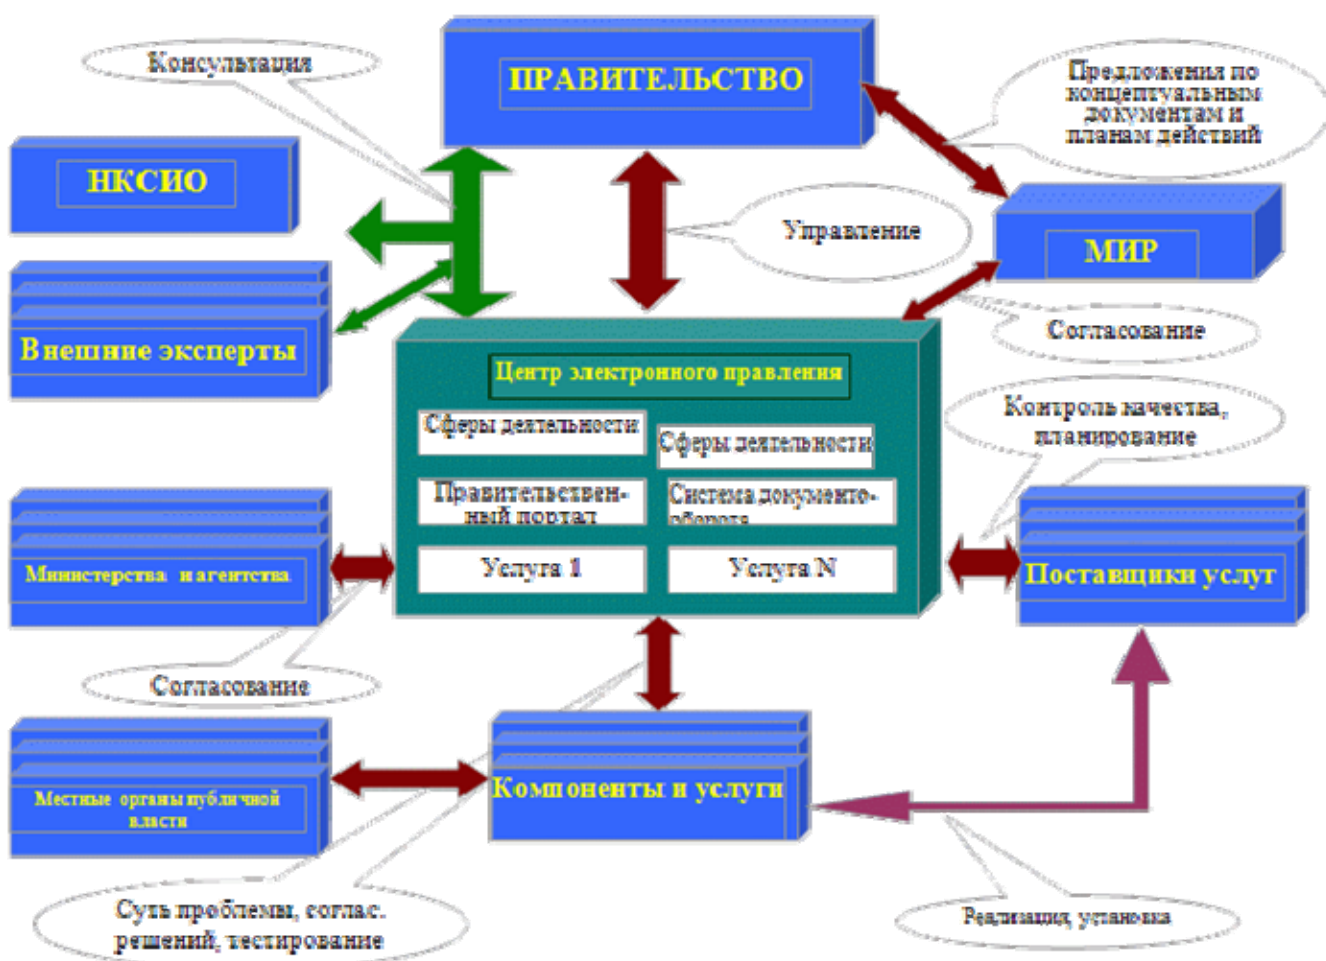 Консультация
ПРАВИТЕЛЬСТВО
Предложения по
концептуальным
документам и
планам действий
НКСИО
Управление
МИР
Внешние эксперты
Согласование
Центр электронного правления
Контроль качества,
планирование
Сферы деятельности
Сферы деятельности
Правительствен-
ный портал
Система документо-
оборота
Услуга 1
Услуга N
Министерства и агентства
Поставщики услуг
Согласование
Местные органы публичной
власти
Компоненты и услуги
Суть проблемы, соглас.
решений, тестирование
Реализация, установка